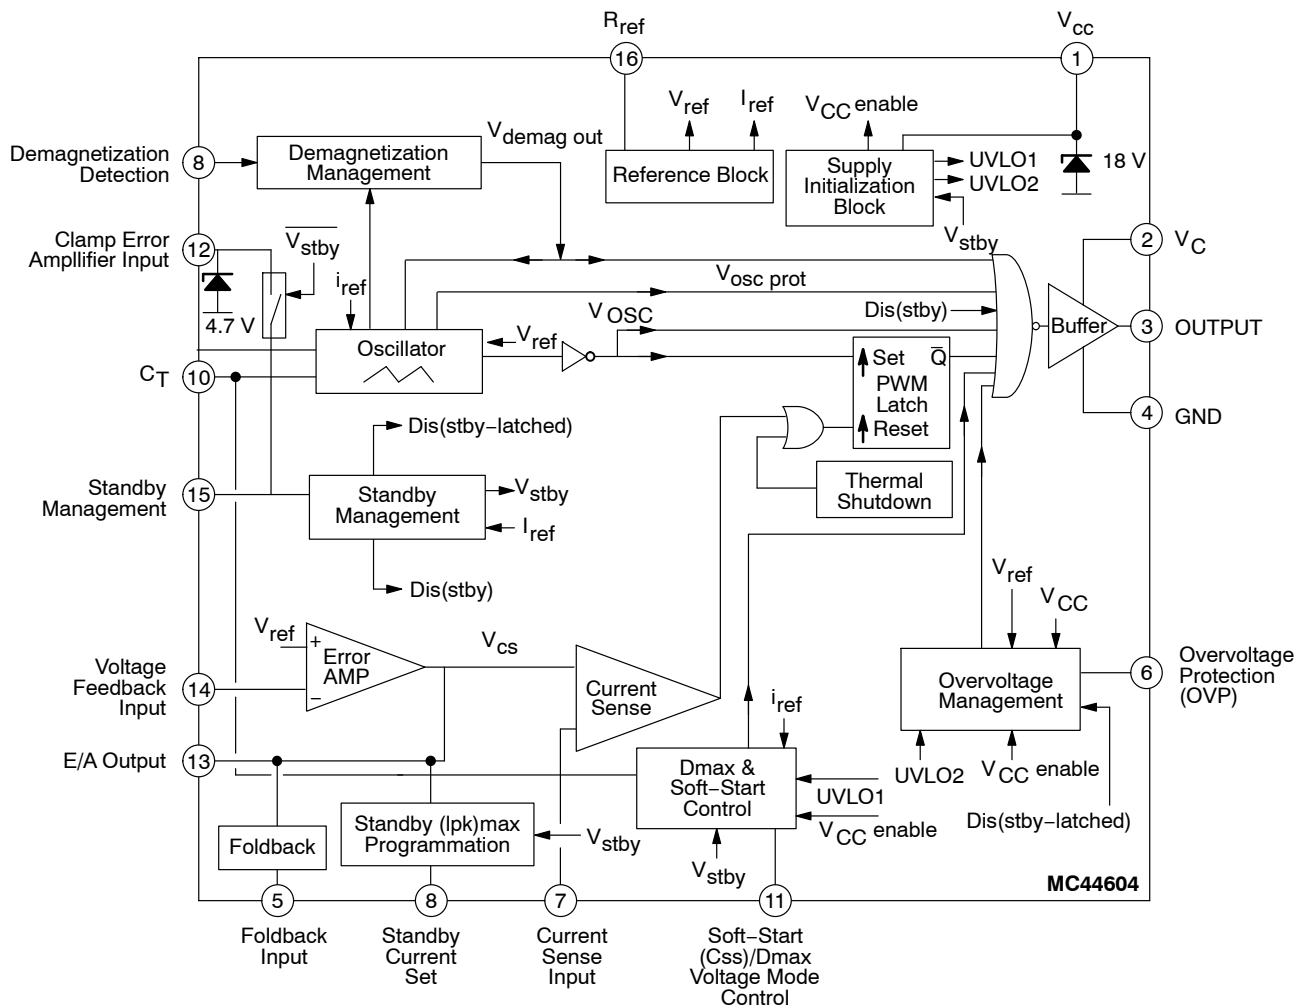 Rref
Vcc
16
1
Vref
Iref
VCC enable
Vdemag out
Demagnetization
Detection
8
Demagnetization
Management
Reference Block
Supply
Initialization
Block
UVLO1
UVLO2
18 V
Vstby
Clamp Error
Ampllifier Input
12
Vstby
4.7 V
iref
2
VC
Vosc prot
Dis(stby)
VOSC
Vref
Oscillator
CT
10
Set
Q
PWM
Latch
Reset
Buffer
3
OUTPUT
4
GND
Dis(stby–latched)
Thermal
Shutdown
Standby
Management
15
Standby
Management
Vstby
Iref
Dis(stby)
Vref
+
Error
AMP
–
Vcs
Voltage
Feedback
Input
14
Current
Sense
Vref
VCC
Overvoltage
Management
6
Overvoltage
Protection
(OVP)
E/A Output
13
iref
Dmax &
Soft–Start
Control
UVLO1
VCC enable
Vstby
UVLO2
VCC enable
Dis(stby–latched)
Foldback
Standby (Ipk)max
Programmation
Vstby
MC44604
5
8
7
11
Foldback
Input
Standby
Current
Set
Current
Sense
Input
Soft–Start
(Css)/Dmax
Voltage Mode
Control